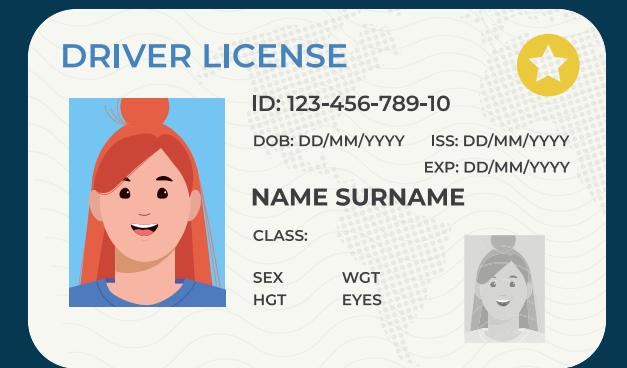 DRIVER LICENSE
ID: 123-456-789-10
DOB: DD/MM/YYYY ISS: DD/MM/YYYY
EXP: DD/MM/YYYY
NAME SURNAME
CLASS:
SEX WGT
HGT EYES